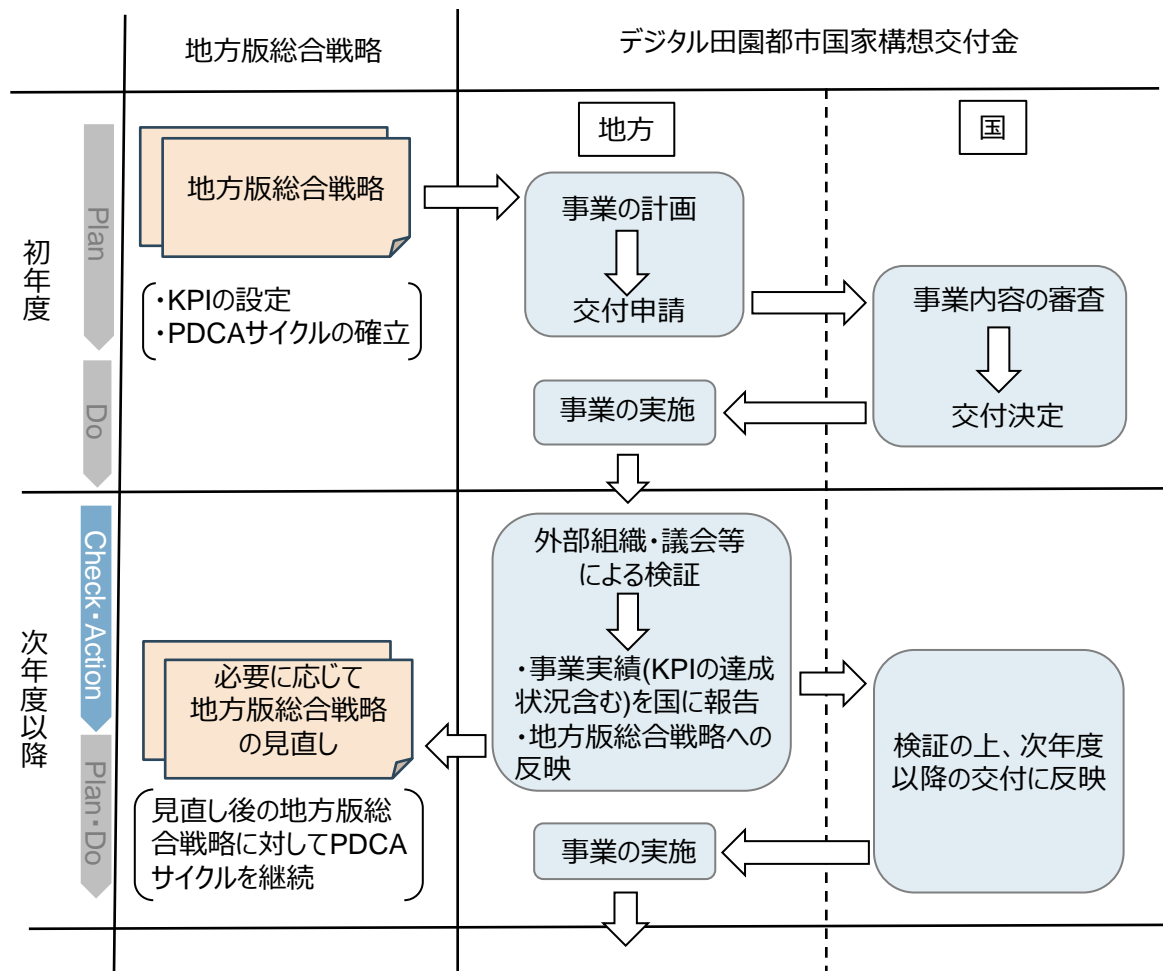 地方版総合戦略
デジタル田園都市国家構想交付金
地方
国
初年度
Plan
Do
地方版総合戦略
・KPIの設定
・PDCAサイクルの確立
事業の計画
交付申請
事業内容の審査
交付決定
事業の実施
次年度以降
Check・Action
Plan・Do
外部組織・議会等
による検証
・事業実績(KPIの達成
状況含む)を国に報告
・地方版総合戦略への
反映
必要に応じて
地方版総合戦略
の見直し
見直し後の地方版総
合戦略に対してPDCA
サイクルを継続
検証の上、次年度
以降の交付に反映
事業の実施